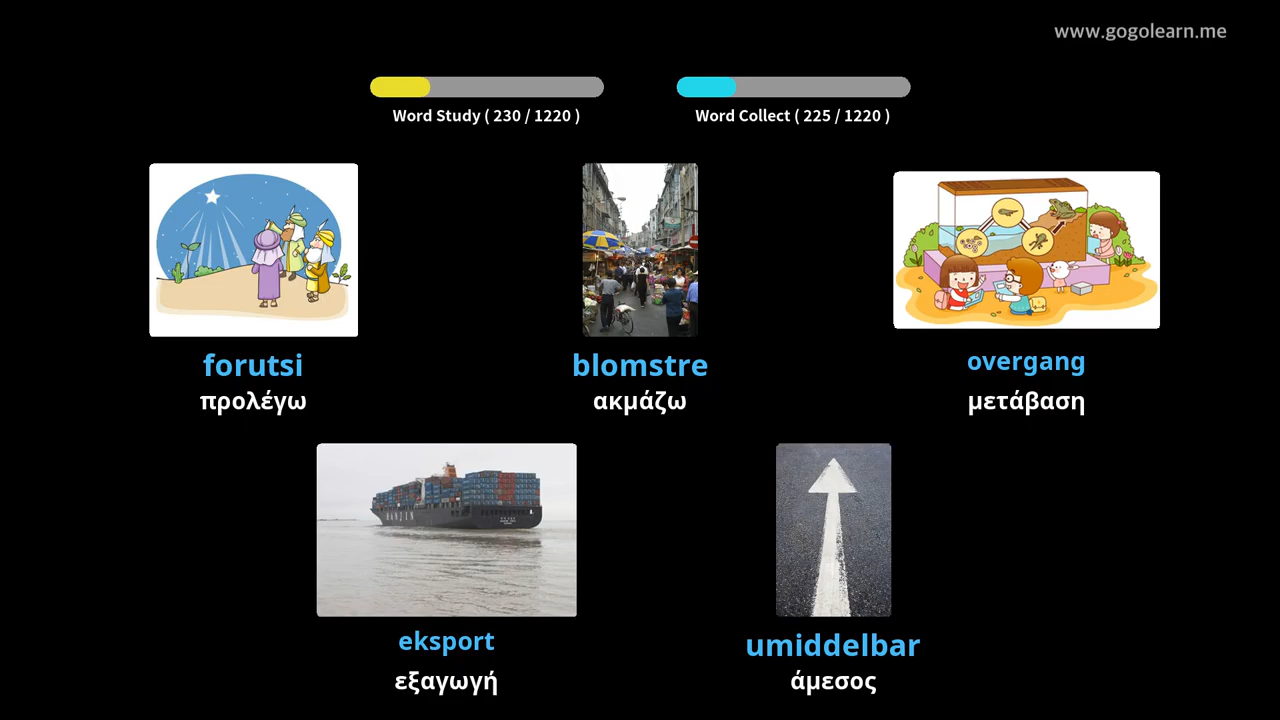 www.gogolearn.me
Word Study ( 230 / 1220 )
Word Collect ( 225 / 1220 )
forutsi
προλέγω
blomstre
ακμάζω
overgang
μετάβαση
HANJIN
eksport
εξαγωγή
umiddelbar
άμεσος